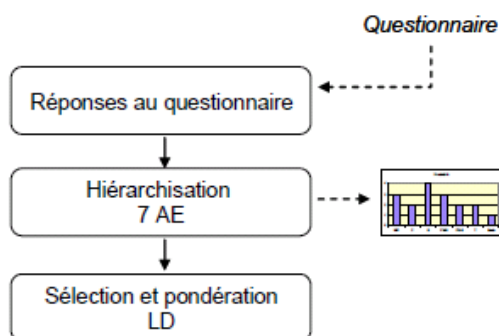 Questionnaire
Réponses au questionnaire
Hiérarchisation
7 AE
Sélection et pondération
LD